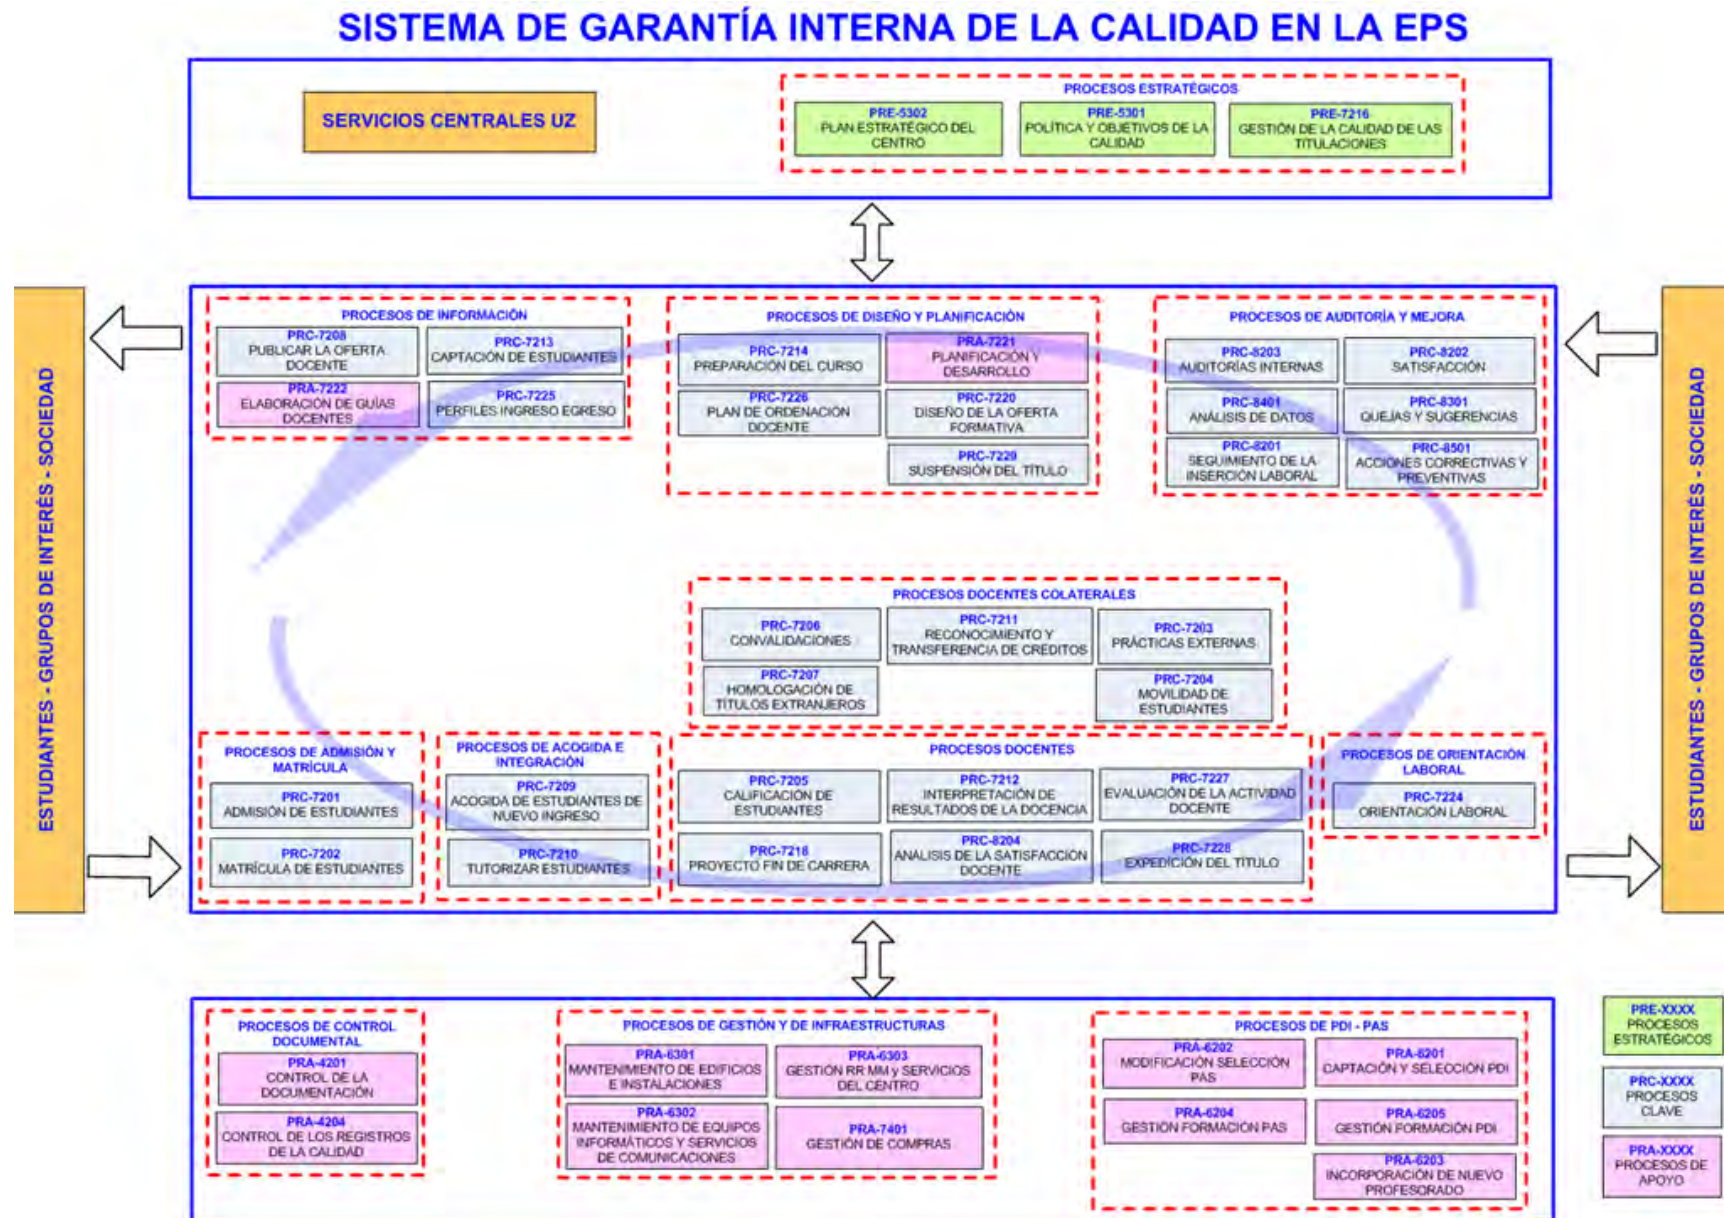 SISTEMA DE GARANTÍA INTERNA DE LA CALIDAD EN LA EPS
SERVICIOS CENTRALES UZ
PROCESOS ESTRATÉGICOS
PRE-5302
PLAN ESTRATÉGICO DEL
CENTRO
PRE-5301
POLÍTICA Y OBJETIVOS DE LA
CALIDAD
PRE-7216
GESTIÓN DE LA CALIDAD DE LAS
TITULACIONES
ESTUDIANTES - GRUPOS DE INTERÉS - SOCIEDAD
PROCESOS DE INFORMACIÓN
PRC-7208
PUBLICAR LA OFERTA
DOCENTE
PRC-7213
CAPTACIÓN DE ESTUDIANTES
PRA-7222
ELABORACIÓN DE GUÍAS
DOCENTES
PRC-7225
PERFILES INGRESO EGRESO
PROCESOS DE DISEÑO Y PLANIFICACIÓN
PRC-7214
PREPARACIÓN DEL CURSO
PRA-7221
PLANIFICACIÓN Y
DESARROLLO
PRC-7226
PLAN DE ORDENACIÓN
DOCENTE
PRC-7220
DISEÑO DE LA OFERTA
FORMATIVA
PRC-7229
SUSPENSIÓN DEL TÍTULO
PROCESOS DE AUDITORÍA Y MEJORA
PRC-8203
AUDITORÍAS INTERNAS
PRC-8202
SATISFACCIÓN
PRC-8401
ANÁLISIS DE DATOS
PRC-8301
QUEJAS Y SUGERENCIAS
PRC-8201
SEGUIMIENTO DE LA
INSERCIÓN LABORAL
PRC-8501
ACCIONES CORRECTIVAS Y
PREVENTIVAS
ESTUDIANTES - GRUPOS DE INTERÉS - SOCIEDAD
PROCESOS DOCENTES COLATERALES
PRC-7206
CONVALIDACIONES
PRC-7211
RECONOCIMIENTO Y
TRANSFERENCIA DE CRÉDITOS
PRC-7203
PRÁCTICAS EXTERNAS
PRC-7207
HOMOLOGACIÓN DE
TÍTULOS EXTRANJEROS
PRC-7204
MOVILIDAD DE
ESTUDIANTES
PROCESOS DE ADMISIÓN Y
MATRÍCULA
PRC-7201
ADMISIÓN DE ESTUDIANTES
PRC-7202
MATRÍCULA DE ESTUDIANTES
PROCESOS DE ACOGIDA E
INTEGRACIÓN
PRC-7209
ACOGIDA DE ESTUDIANTES DE
NUEVO INGRESO
PRC-7210
TUTORIZAR ESTUDIANTES
PROCESOS DOCENTES
PRC-7205
CALIFICACIÓN DE
ESTUDIANTES
PRC-7212
INTERPRETACIÓN DE
RESULTADOS DE LA DOCENCIA
PRC-7227
EVALUACIÓN DE LA ACTIVIDAD
DOCENTE
PRC-7218
PROYECTO FIN DE CARRERA
PRC-8204
ANÁLISIS DE LA SATISFACCIÓN
DOCENTE
PRC-7228
EXPEDICIÓN DEL TÍTULO
PROCESOS DE ORIENTACIÓN
LABORAL
PRC-7224
ORIENTACIÓN LABORAL
PROCESOS DE CONTROL
DOCUMENTAL
PRA-4201
CONTROL DE LA
DOCUMENTACIÓN
PRA-4204
CONTROL DE LOS REGISTROS
DE LA CALIDAD
PROCESOS DE GESTIÓN Y DE INFRAESTRUCTURAS
PRA-6301
MANTENIMIENTO DE EDIFICIOS
E INSTALACIONES
PRA-6303
GESTIÓN RR MM y SERVICIOS
DEL CENTRO
PRA-6302
MANTENIMIENTO DE EQUIPOS
INFORMÁTICOS Y SERVICIOS
DE COMUNICACIONES
PRA-7401
GESTIÓN DE COMPRAS
PROCESOS DE PDI - PAS
PRA-6202
MODIFICACIÓN SELECCIÓN
PAS
PRA-6201
CAPTACIÓN Y SELECCIÓN PDI
PRA-6204
GESTIÓN FORMACIÓN PAS
PRA-6205
GESTIÓN FORMACIÓN PDI
PRA-6203
INCORPORACIÓN DE NUEVO
PROFESORADO
PRE-XXXX
PROCESOS
ESTRATÉGICOS
PRC-XXXX
PROCESOS
CLAVE
PRA-XXXX
PROCESOS DE
APOYO